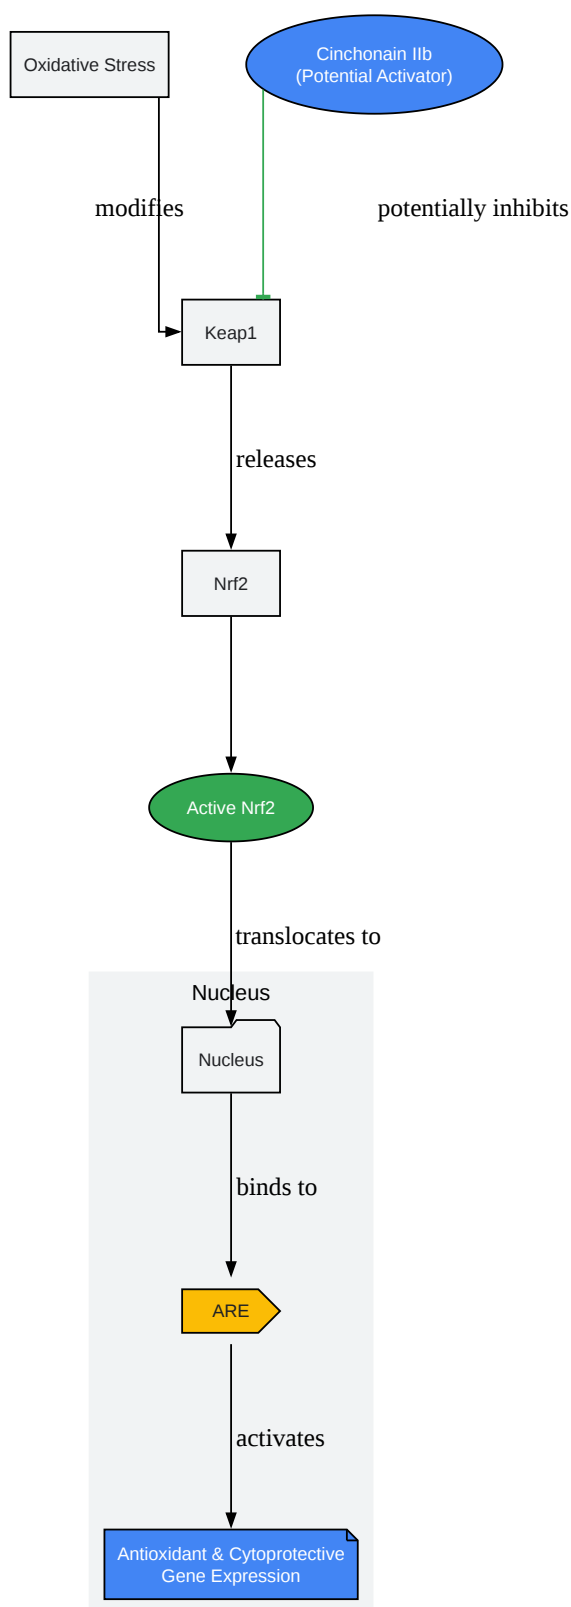 Oxidative Stress
Cinchonain IIb
(Potential Activator)
modifies
potentially inhibits
Keap1
releases
Nrf2
Active Nrf2
translocates to
Nucleus
Nucleus
binds to
ARE
activates
Antioxidant & Cytoprotective
Gene Expression